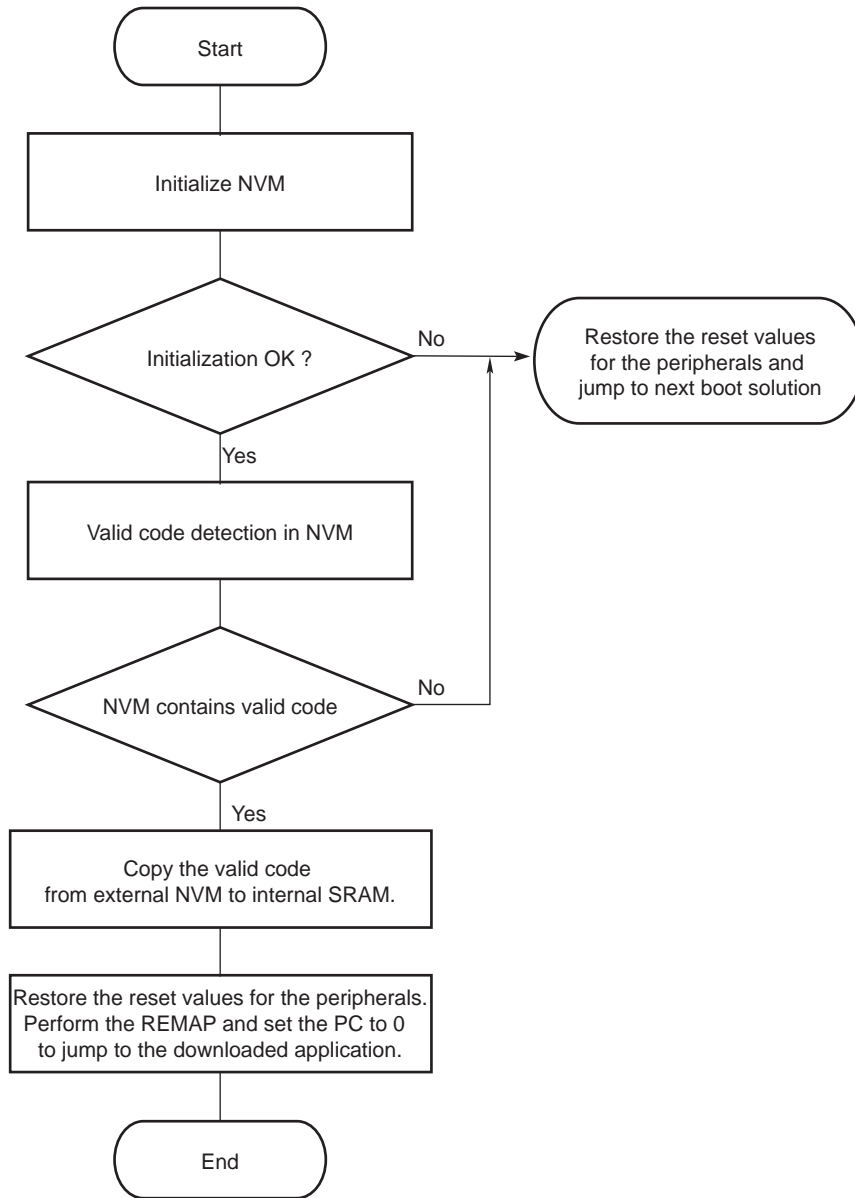 Start
Initialize NVM
Initialization OK ?
No
Restore the reset values
for the peripherals and
jump to next boot solution
Yes
Valid code detection in NVM
NVM contains valid code
No
Yes
Copy the valid code
from external NVM to internal SRAM.
Restore the reset values for the peripherals.
Perform the REMAP and set the PC to 0
to jump to the downloaded application.
End